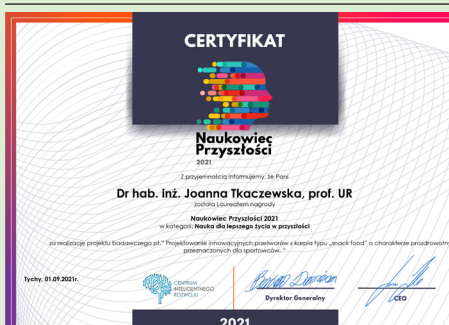 CERTYFIKAT
Naukowiec
Przyszłości
2021
Z przyjemnością informujemy, że Pani
Dr hab. inż. Joanna Tkaczewska, prof. UR
została Laureatem nagrody
Naukowiec Przyszłości 2021
w kategorii: Nauka dla lepszego życia w przyszłości
za realizację projektu badawczego pt." Projektowanie innowacyjnych przetworów z karpia typu „snack food" o charakterze prozdrowotny
przeznaczonych dla sportowców. "
Tychy, 01.09.2021r.
CENTRUM
INTELIGENTNEGO
ROZWOJU
Dyrektor Generalny
CEO
2021